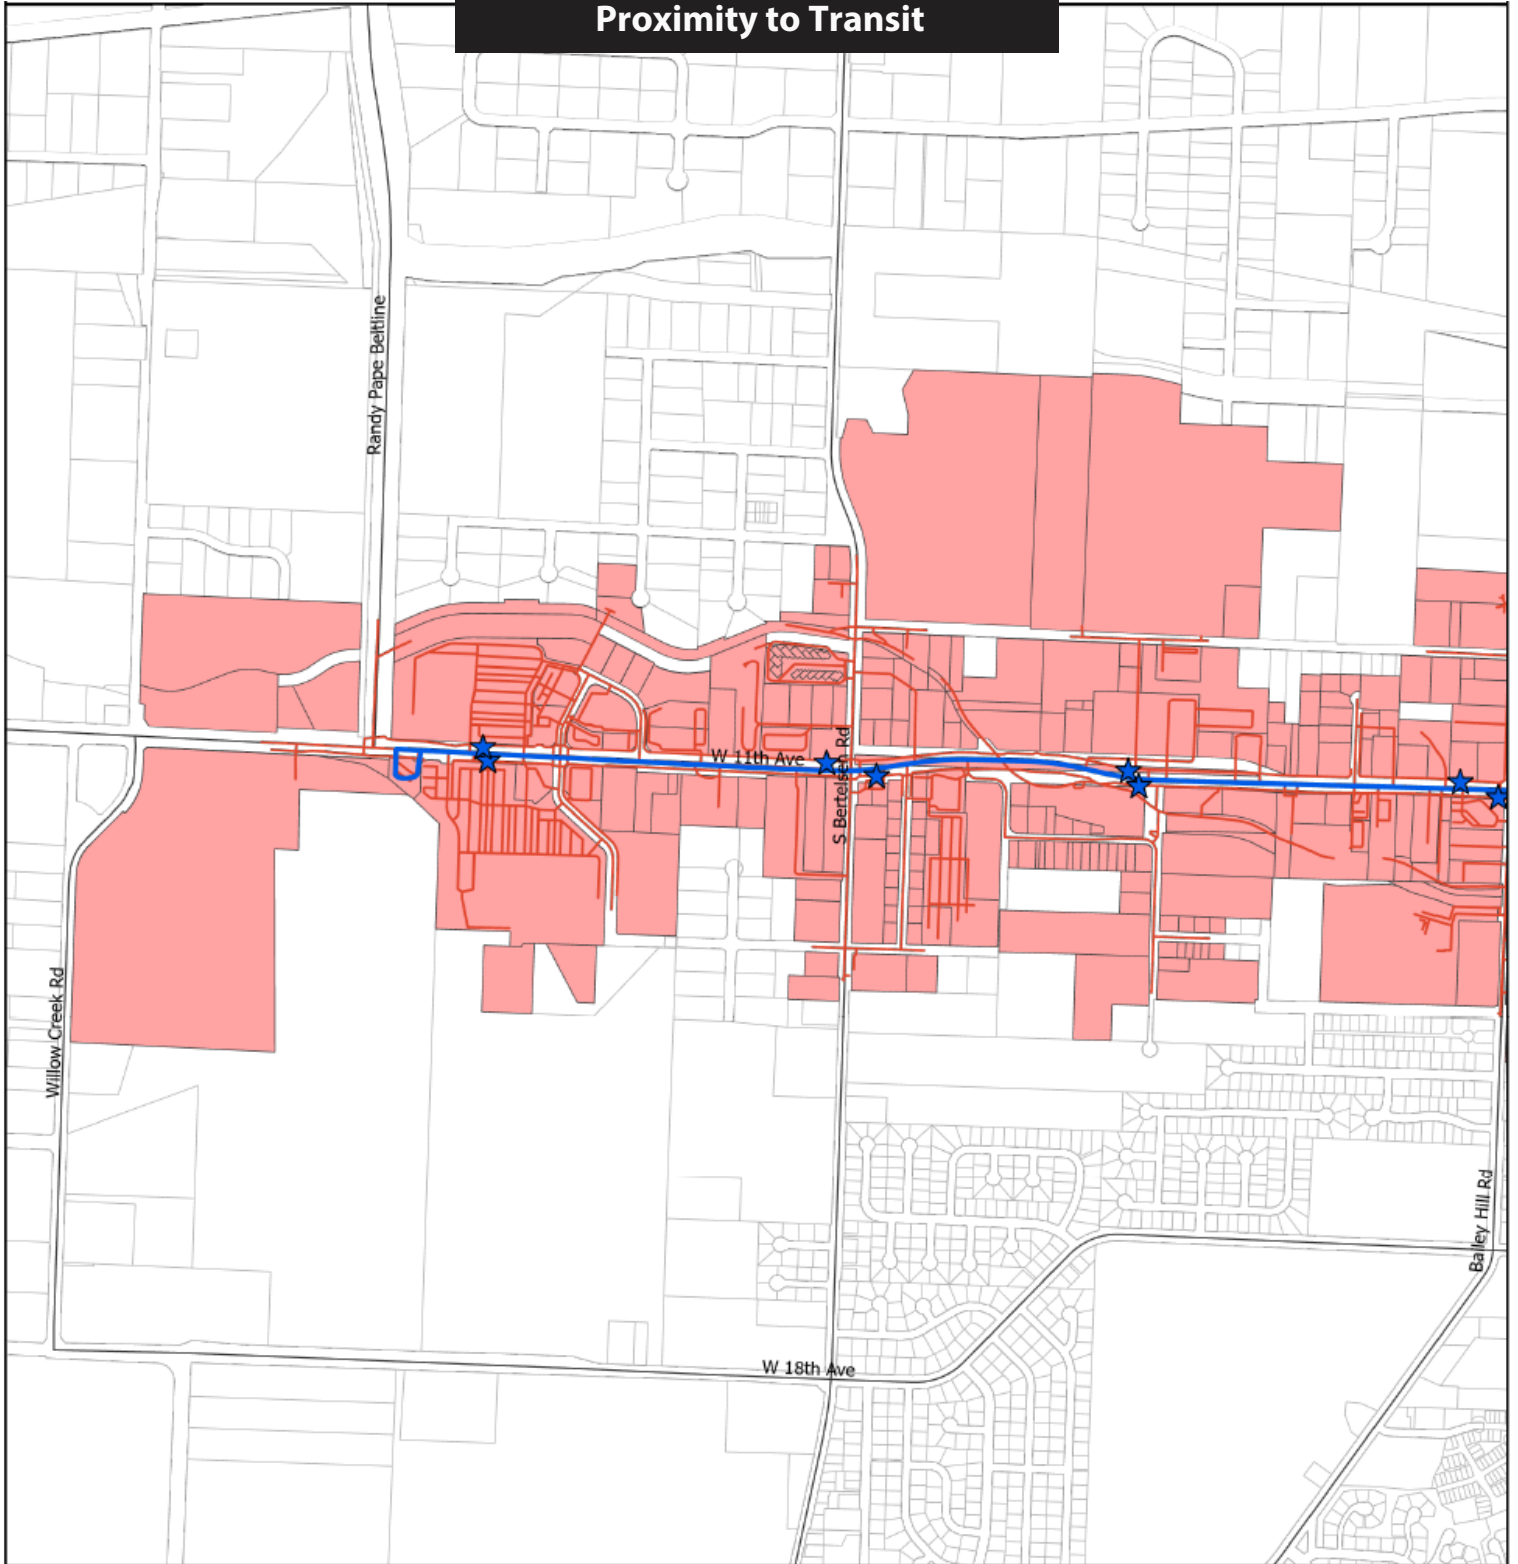 Proximity to Transit
Randy Pape Beltline
W 11th Ave
S Bertelsen Rd
Willow Creek Rd
Bailey Hill Rd
W 18th Ave